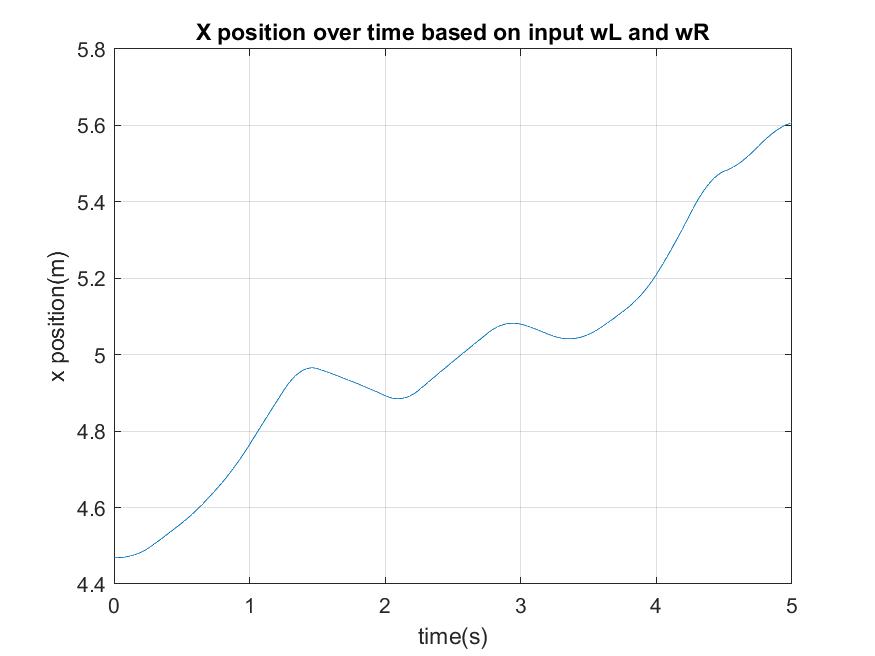 X position over time based on input wL and wR
5.8
5.6
5.4
5.2
5
4.8
4.6
4.4
x position(m)
0 1 2 3 4 5
time(s)